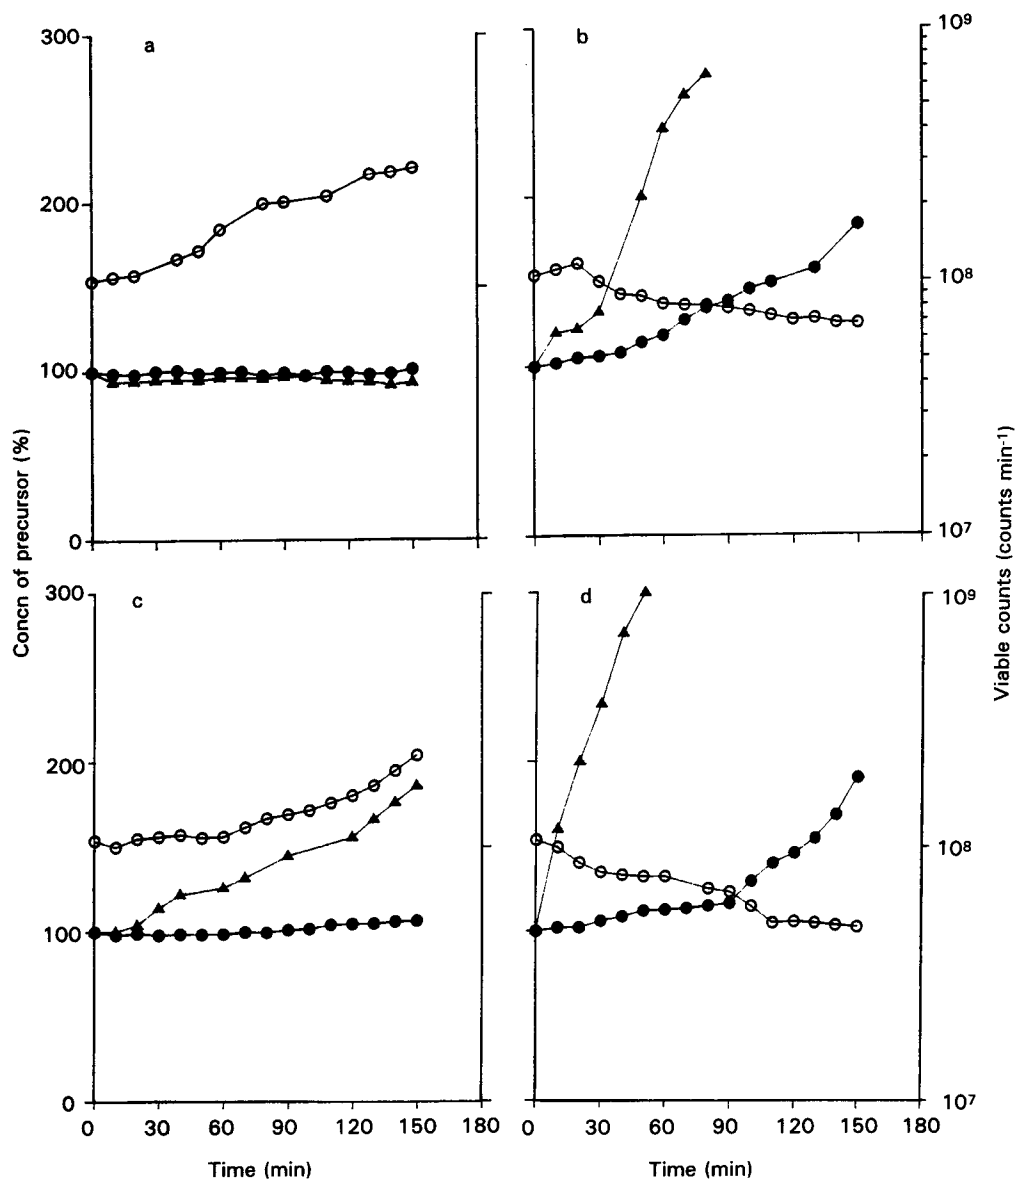 a
b
300
200
100
0
10⁹
10⁸
10⁷
Concn of precursor (%)
Viable counts (counts min⁻¹)
c
d
300
200
100
0
10⁹
10⁸
10⁷
0 30 60 90 120 150 180
0 30 60 90 120 150 180
Time (min)
Time (min)